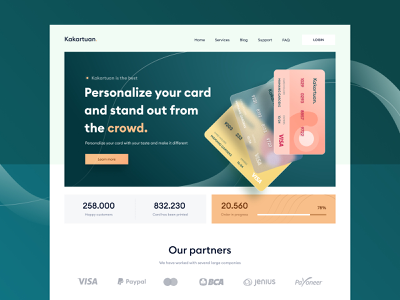 Kakartuan.
Home Services Blog Support FAQ LOGIN
Kakartuan is the best
Personalize your card
and stand out from
the crowd.
Personalize your card with your taste and make it different
Learn more
Kakartuan.
VISA
VISA
258.000
Happy customers
832.230
Card has been printed
20.560
Order in progress
78%
Our partners
We have worked with several large companies
VISA PayPal BCA jenius Payoneer